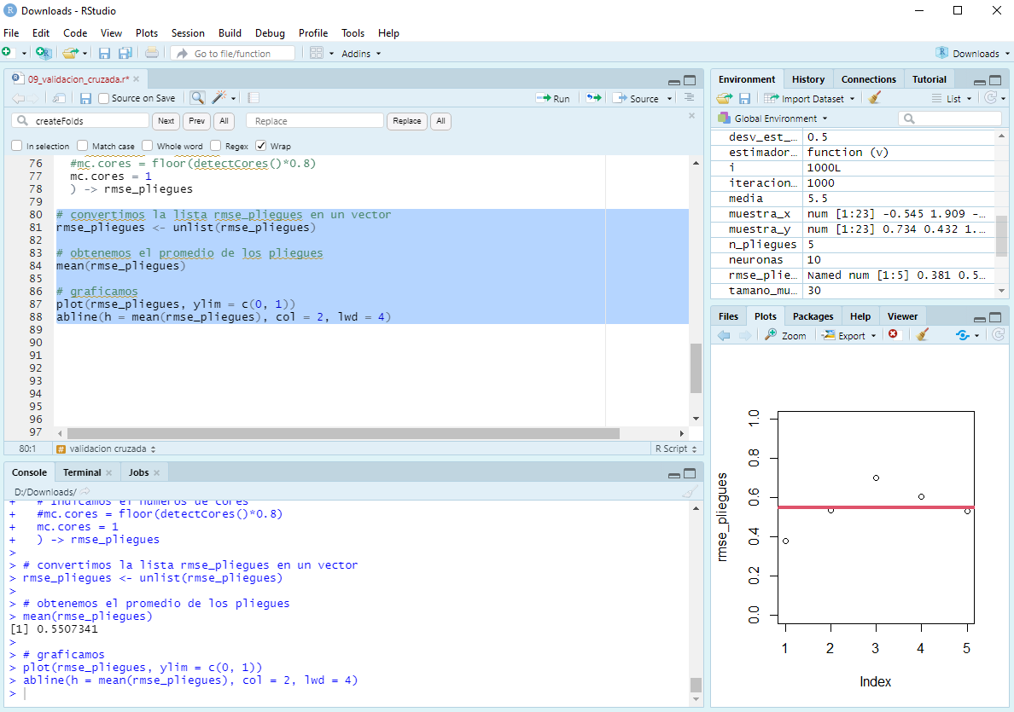 Downloads - RStudio
File Edit Code View Plots Session Build Debug Profile Tools Help
Go to file/function Addins Downloads
09_validacion_cruzada.r*
Source on Save Run Source
createFolds Next Prev All Replace Replace All
In selection Match case Whole word Regex Wrap
76 #mc.cores = floor(detectCores()*0.8)
77 mc.cores = 1
78 ) -> rmse_pliegues
79
80 # convertimos la lista rmse_pliegues en un vector
81 rmse_pliegues <- unlist(rmse_pliegues)
82
83 # obtenemos el promedio de los pliegues
84 mean(rmse_pliegues)
85
86 # graficamos
87 plot(rmse_pliegues, ylim = c(0, 1))
88 abline(h = mean(rmse_pliegues), col = 2, lwd = 4)
89
90
91
92
93
94
95
96
97
80:1 validacion cruzada R Script
Console Terminal Jobs
D:/Downloads/
+ # indicamos el numeros de cores
+ #mc.cores = floor(detectCores()*0.8)
+ mc.cores = 1
+ ) -> rmse_pliegues
>
> # convertimos la lista rmse_pliegues en un vector
> rmse_pliegues <- unlist(rmse_pliegues)
>
> # obtenemos el promedio de los pliegues
> mean(rmse_pliegues)
[1] 0.5507341
>
> # graficamos
> plot(rmse_pliegues, ylim = c(0, 1))
> abline(h = mean(rmse_pliegues), col = 2, lwd = 4)
>
Environment History Connections Tutorial
Import Dataset List
Global Environment
desv_est_… 0.5
estimador… function (v)
i 1000L
iteracion… 1000
media 5.5
muestra_x num [1:23] -0.545 1.909 -…
muestra_y num [1:23] 0.734 0.432 1.…
n_pliegues 5
neuronas 10
rmse_plie… Named num [1:5] 0.381 0.5…
tamano_mu… 30
Files Plots Packages Help Viewer
Zoom Export
1.0
0.8
0.6
0.4
0.2
0.0
rmse_pliegues
1 2 3 4 5
Index